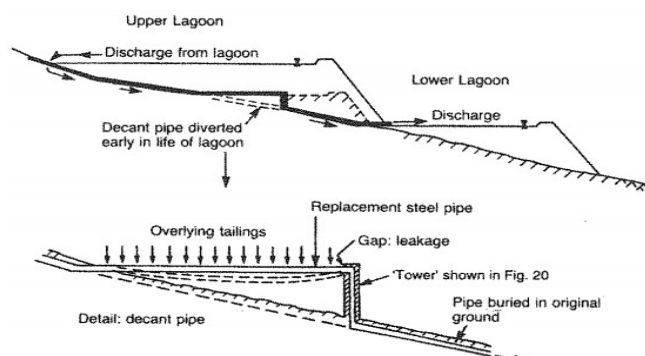 Upper Lagoon
Discharge from lagoon
Lower Lagoon
Discharge
Decant pipe diverted
early in life of lagoon
Replacement steel pipe
Overlying tailings
Gap: leakage
'Tower' shown in Fig. 20
Pipe buried in original
ground
Detail: decant pipe